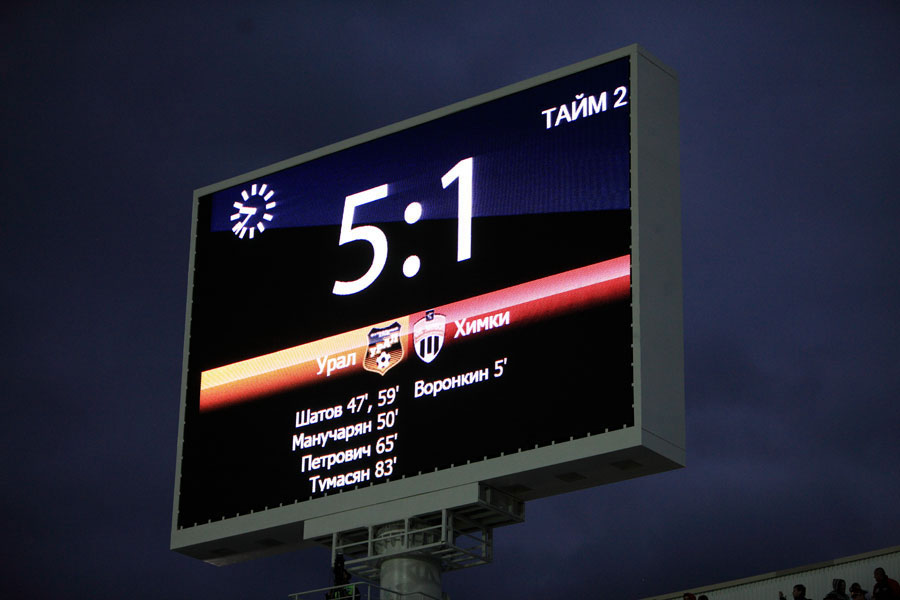 ТАЙМ 2
5:1
Урал
Химки
Шатов 47', 59'
Манучарян 50'
Петрович 65'
Тумасян 83'
Воронкин 5'